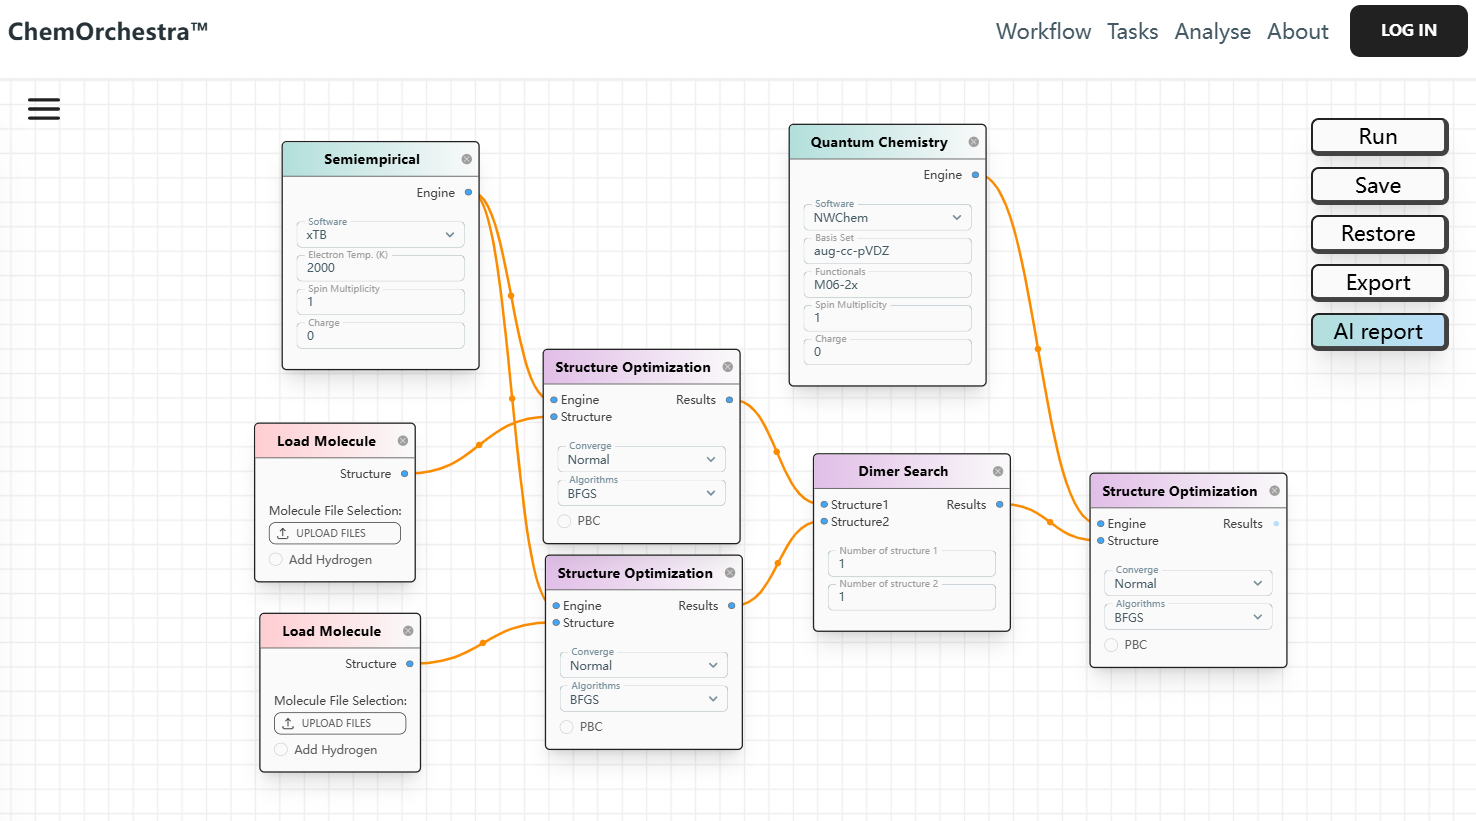 ChemOrchestra™
Workflow Tasks Analyse About LOG IN
Run
Save
Restore
Export
AI report
Semiempirical
Engine
Software
xTB
Electron Temp. (K)
2000
Spin Multiplicity
1
Charge
0
Quantum Chemistry
Engine
Software
NWChem
Basis Set
aug-cc-pVDZ
Functionals
M06-2x
Spin Multiplicity
1
Charge
0
Load Molecule
Structure
Molecule File Selection:
UPLOAD FILES
Add Hydrogen
Load Molecule
Structure
Molecule File Selection:
UPLOAD FILES
Add Hydrogen
Structure Optimization
Engine Results
Structure
Converge
Normal
Algorithms
BFGS
PBC
Structure Optimization
Engine Results
Structure
Converge
Normal
Algorithms
BFGS
PBC
Dimer Search
Structure1 Results
Structure2
Number of structure 1
1
Number of structure 2
1
Structure Optimization
Engine Results
Structure
Converge
Normal
Algorithms
BFGS
PBC